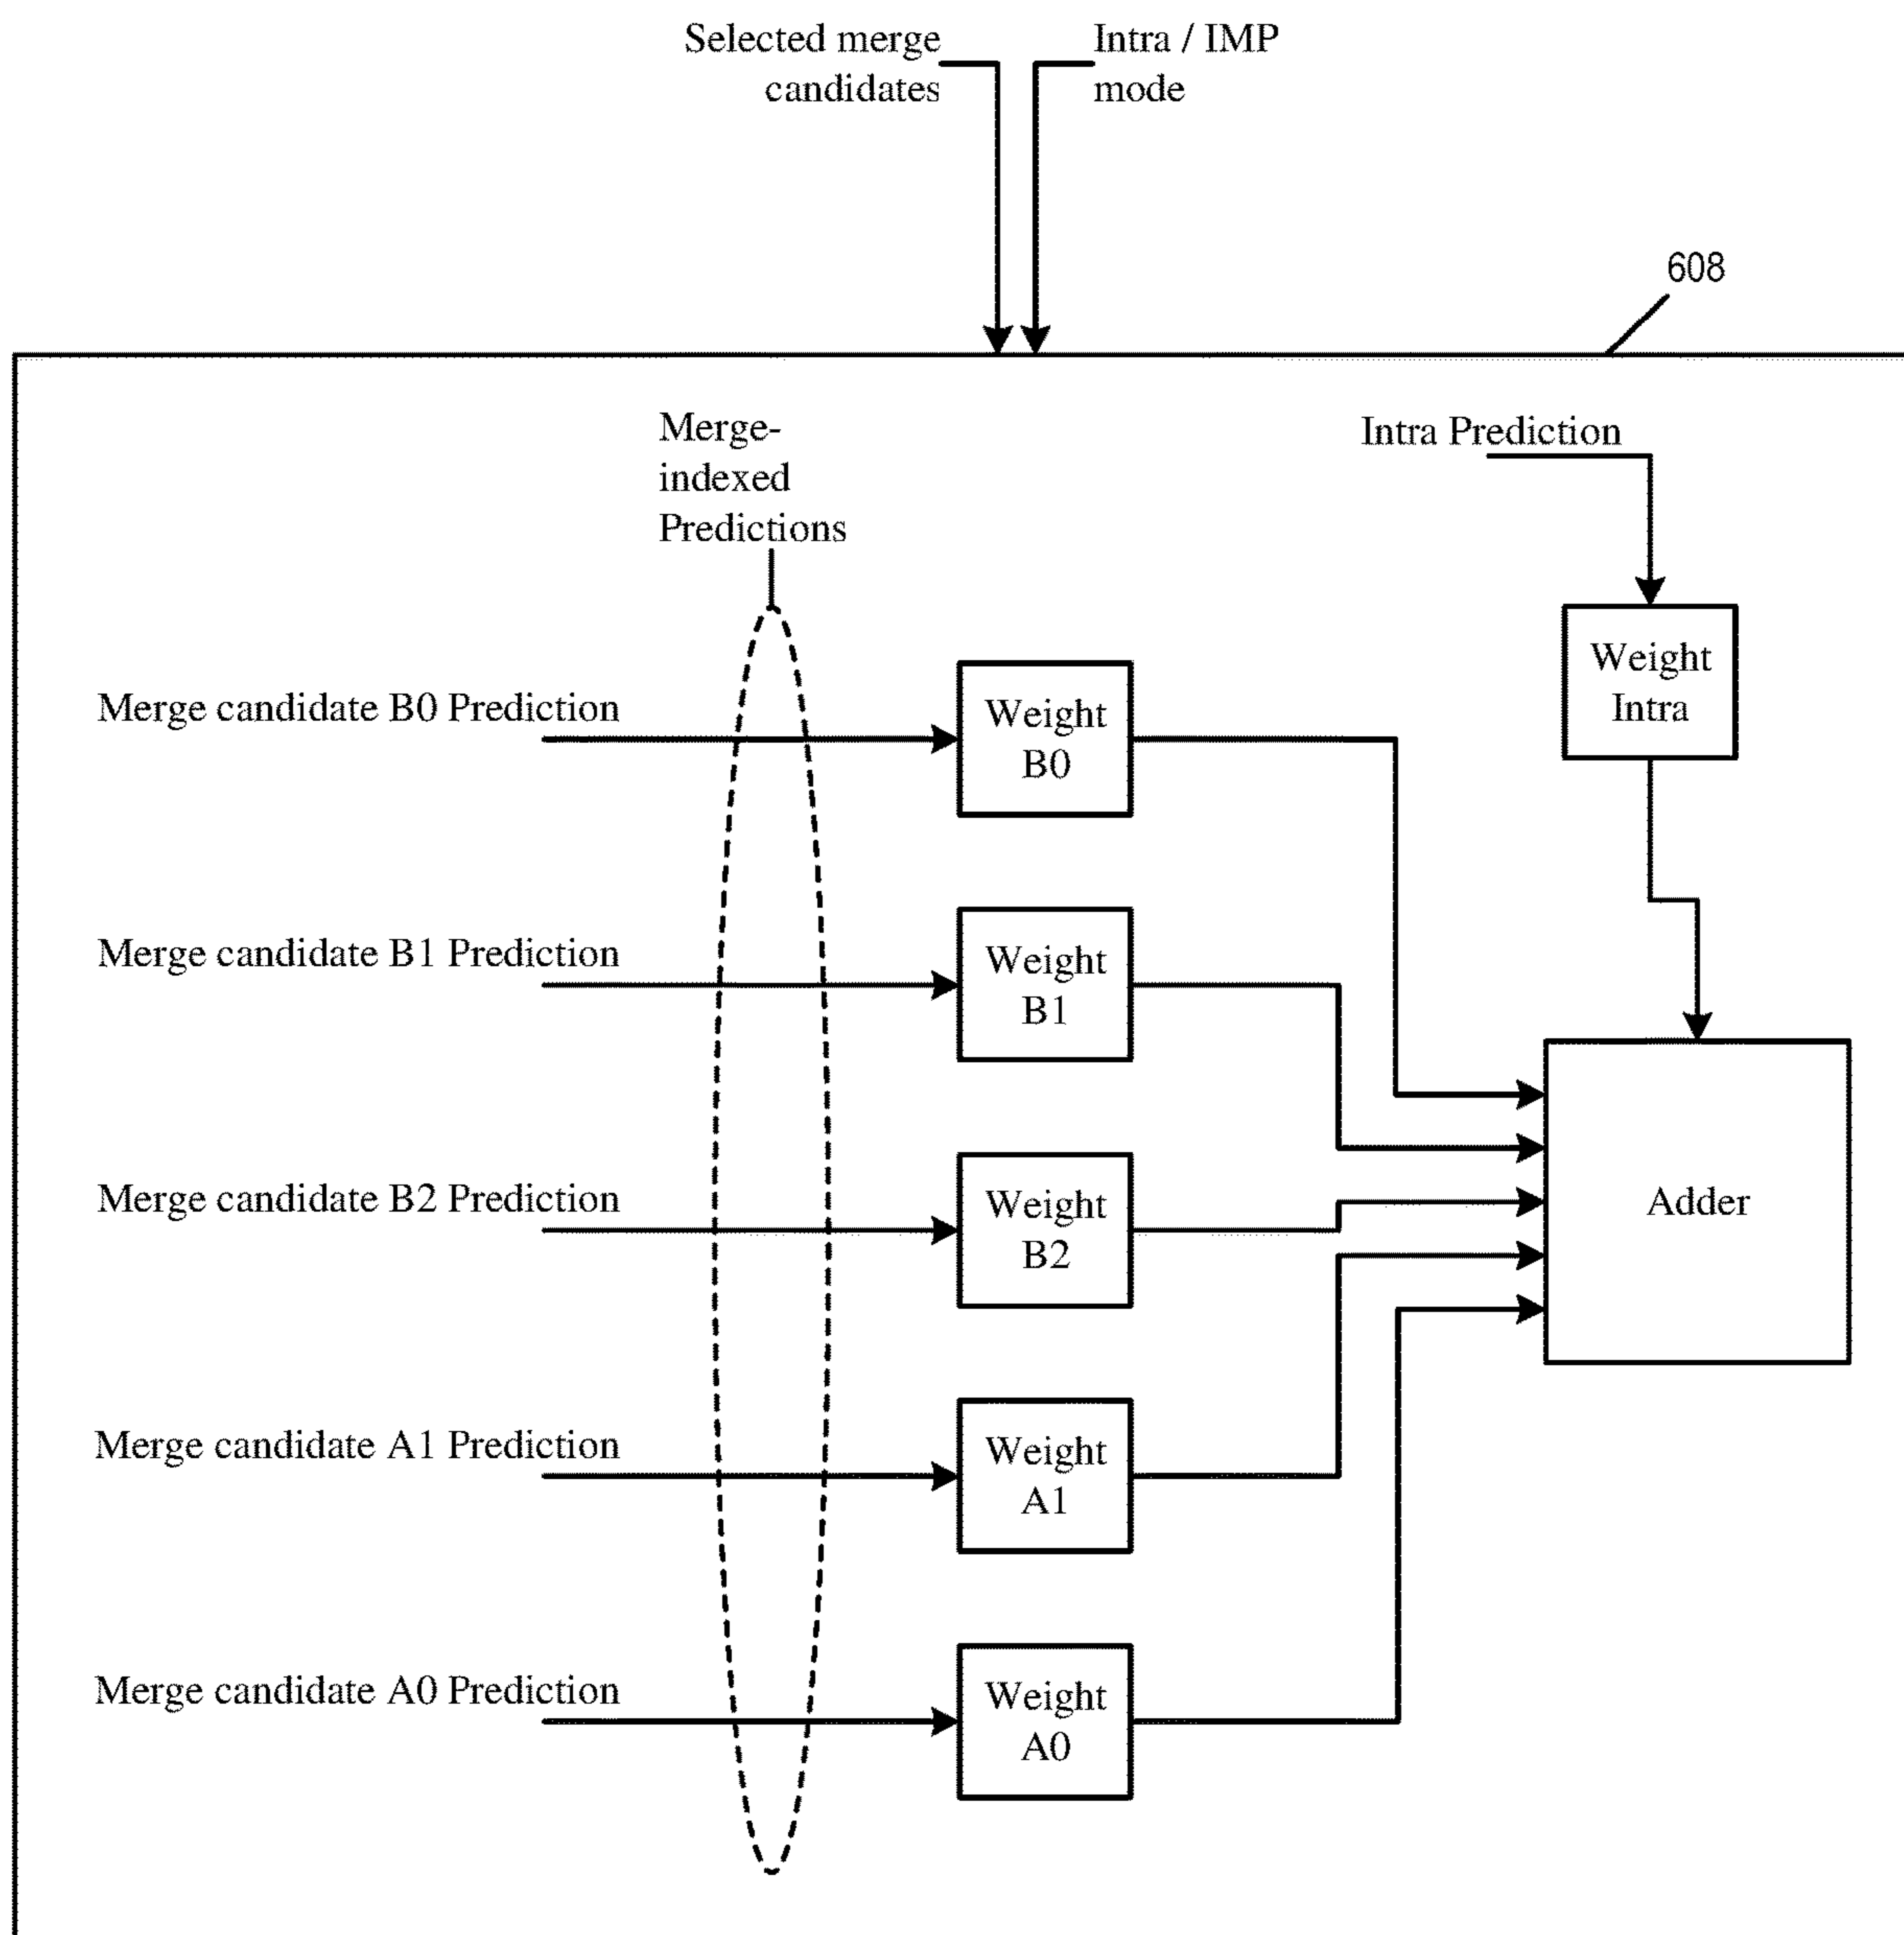 Selected merge
candidates
Intra / IMP
mode
608
Merge-
indexed
Predictions
Intra Prediction
Weight
Intra
Merge candidate B0 Prediction
Weight
B0
Merge candidate B1 Prediction
Weight
B1
Merge candidate B2 Prediction
Weight
B2
Adder
Merge candidate A1 Prediction
Weight
A1
Merge candidate A0 Prediction
Weight
A0